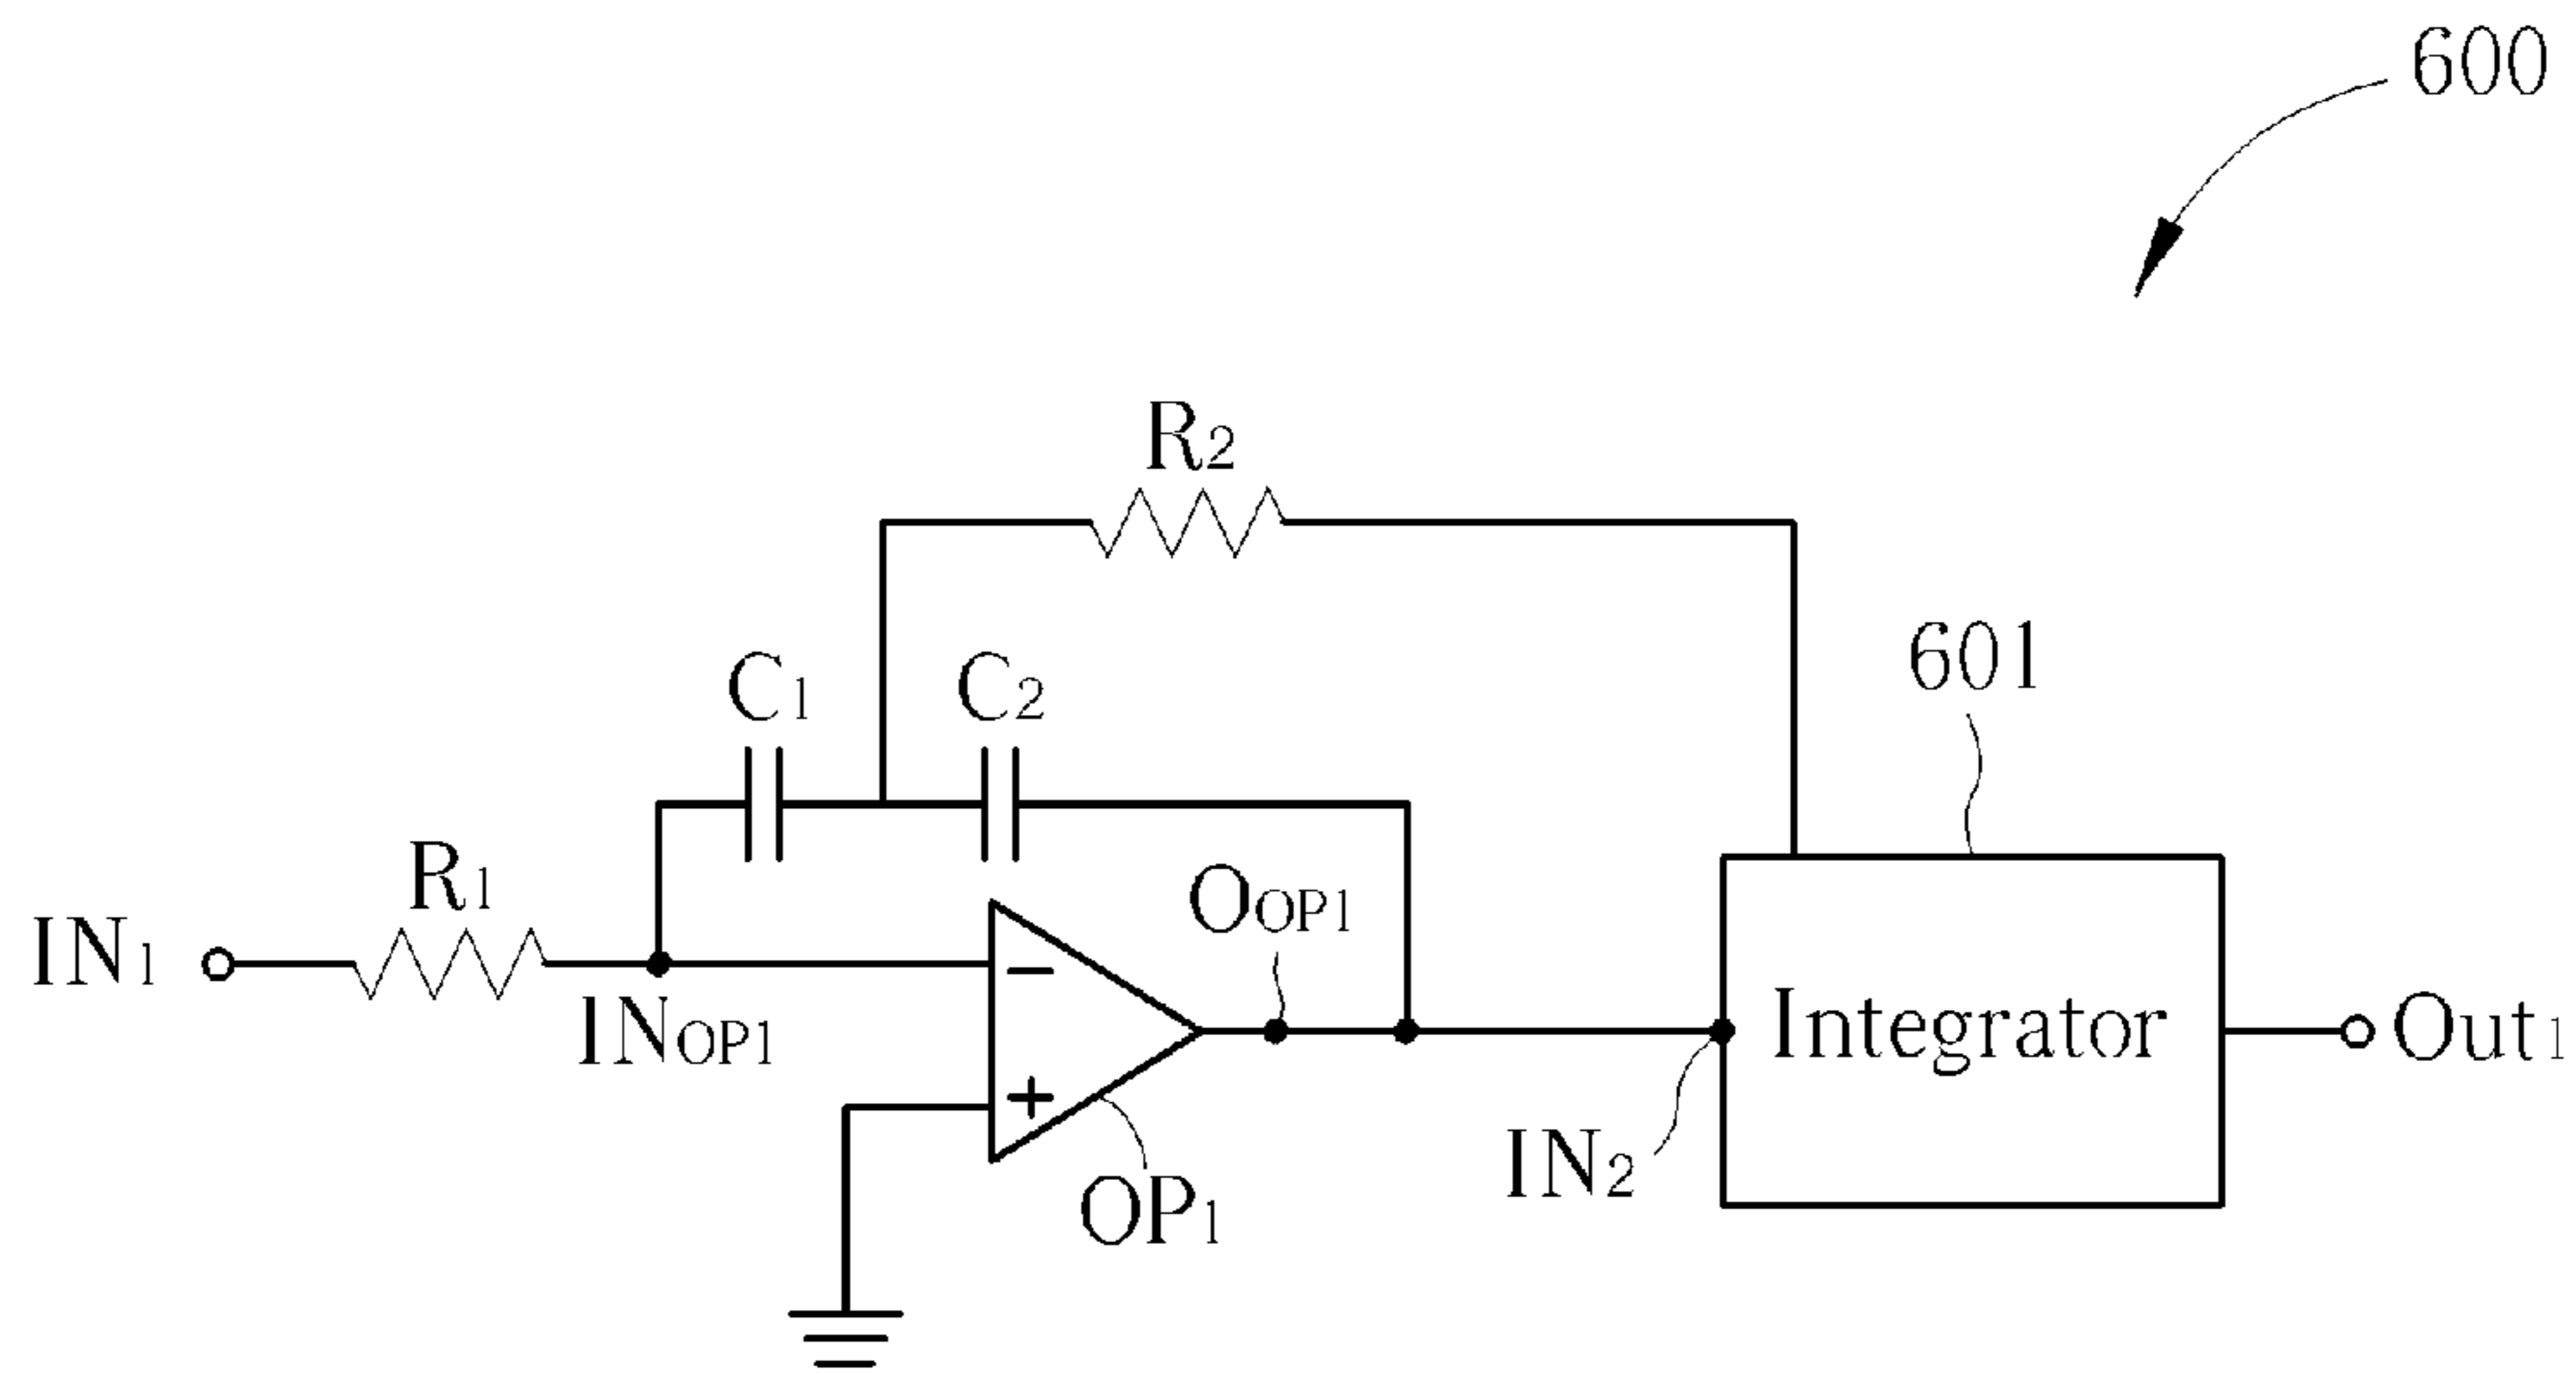 600
R2
601
C1 C2
R1
OOP1
IN1
INOP1
−
+
OP1
IN2
Integrator
Out1